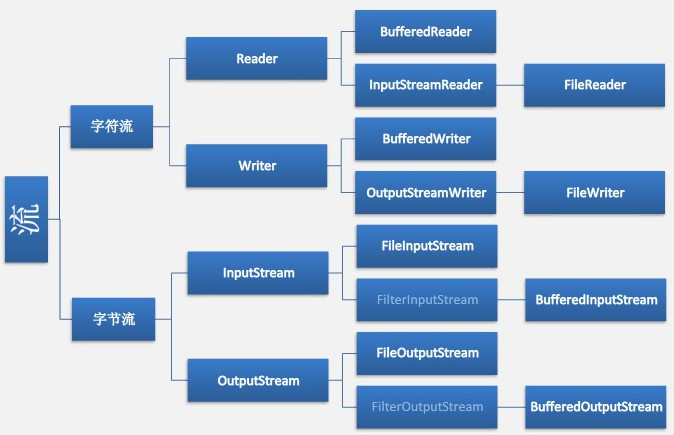 流
字符流
Reader
BufferedReader
InputStreamReader
FileReader
Writer
BufferedWriter
OutputStreamWriter
FileWriter
字节流
InputStream
FileInputStream
FilterInputStream
BufferedInputStream
OutputStream
FileOutputStream
FilterOutputStream
BufferedOutputStream